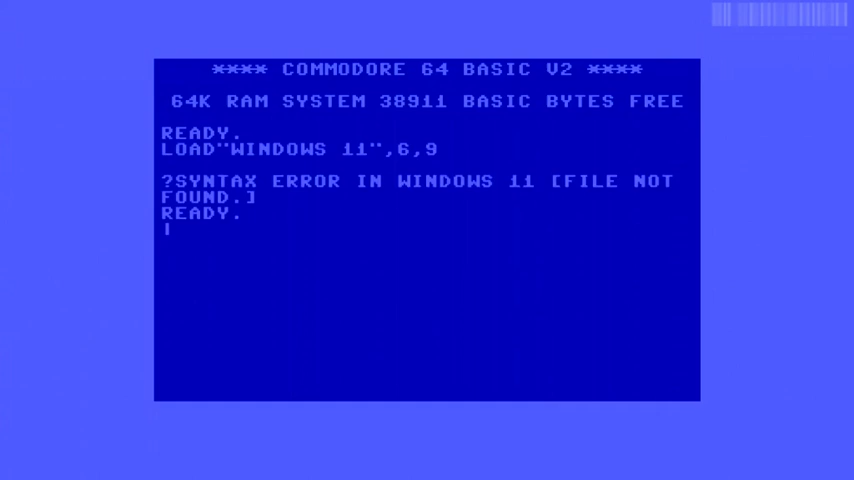 **** COMMODORE 64 BASIC V2 ****
64K RAM SYSTEM 38911 BASIC BYTES FREE
READY.
LOAD"WINDOWS 11",6,9
?SYNTAX ERROR IN WINDOWS 11 [FILE NOT
FOUND.]
READY.